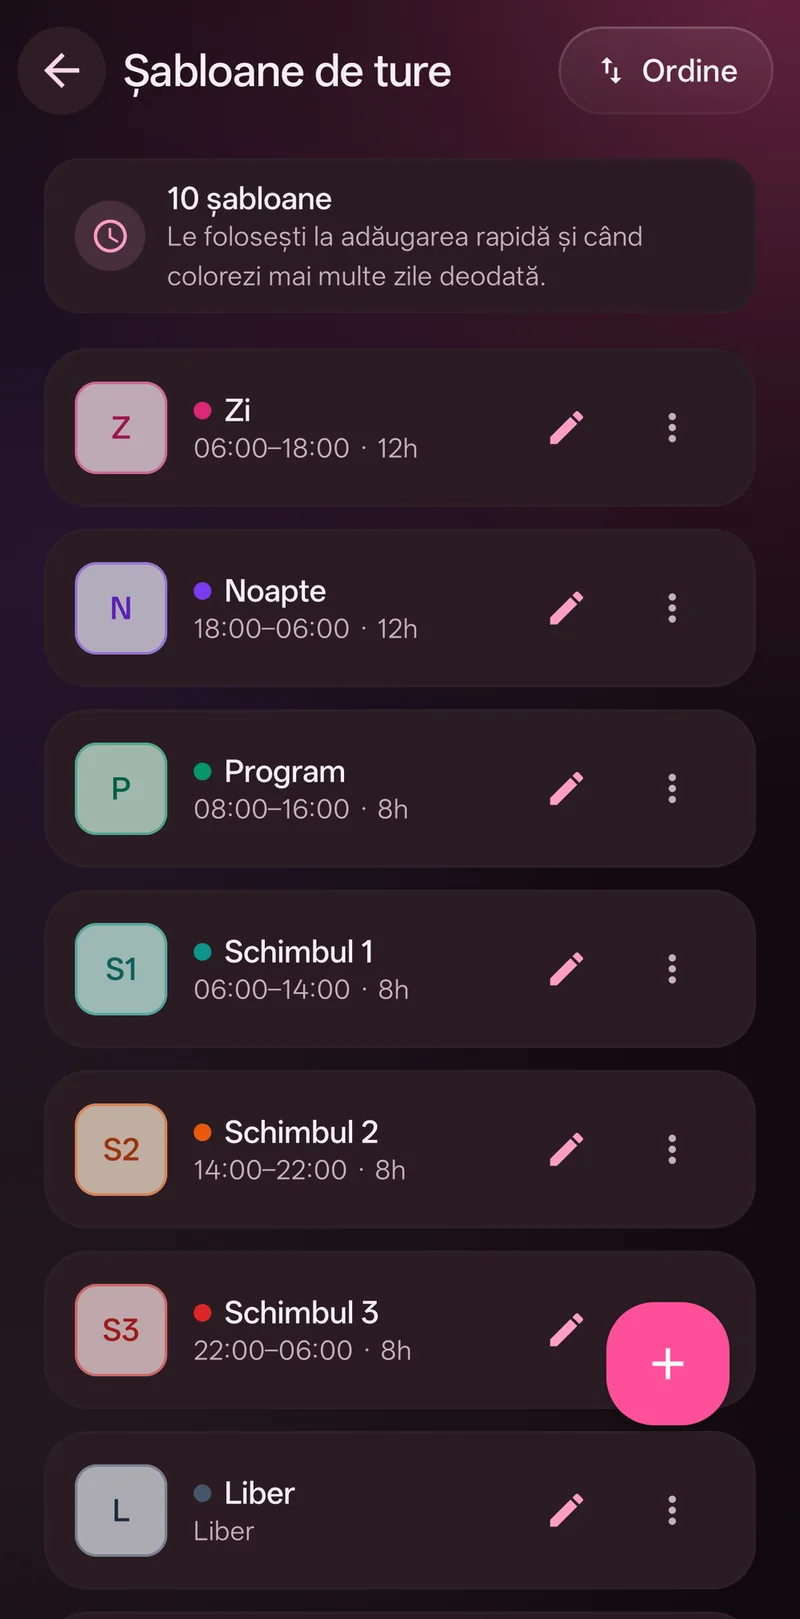 Șabloane de ture
Ordine
10 șabloane
Le folosești la adăugarea rapidă și când
colorezi mai multe zile deodată.
Z
Zi
06:00–18:00 · 12h
N
Noapte
18:00–06:00 · 12h
P
Program
08:00–16:00 · 8h
S1
Schimbul 1
06:00–14:00 · 8h
S2
Schimbul 2
14:00–22:00 · 8h
S3
Schimbul 3
22:00–06:00 · 8h
L
Liber
Liber